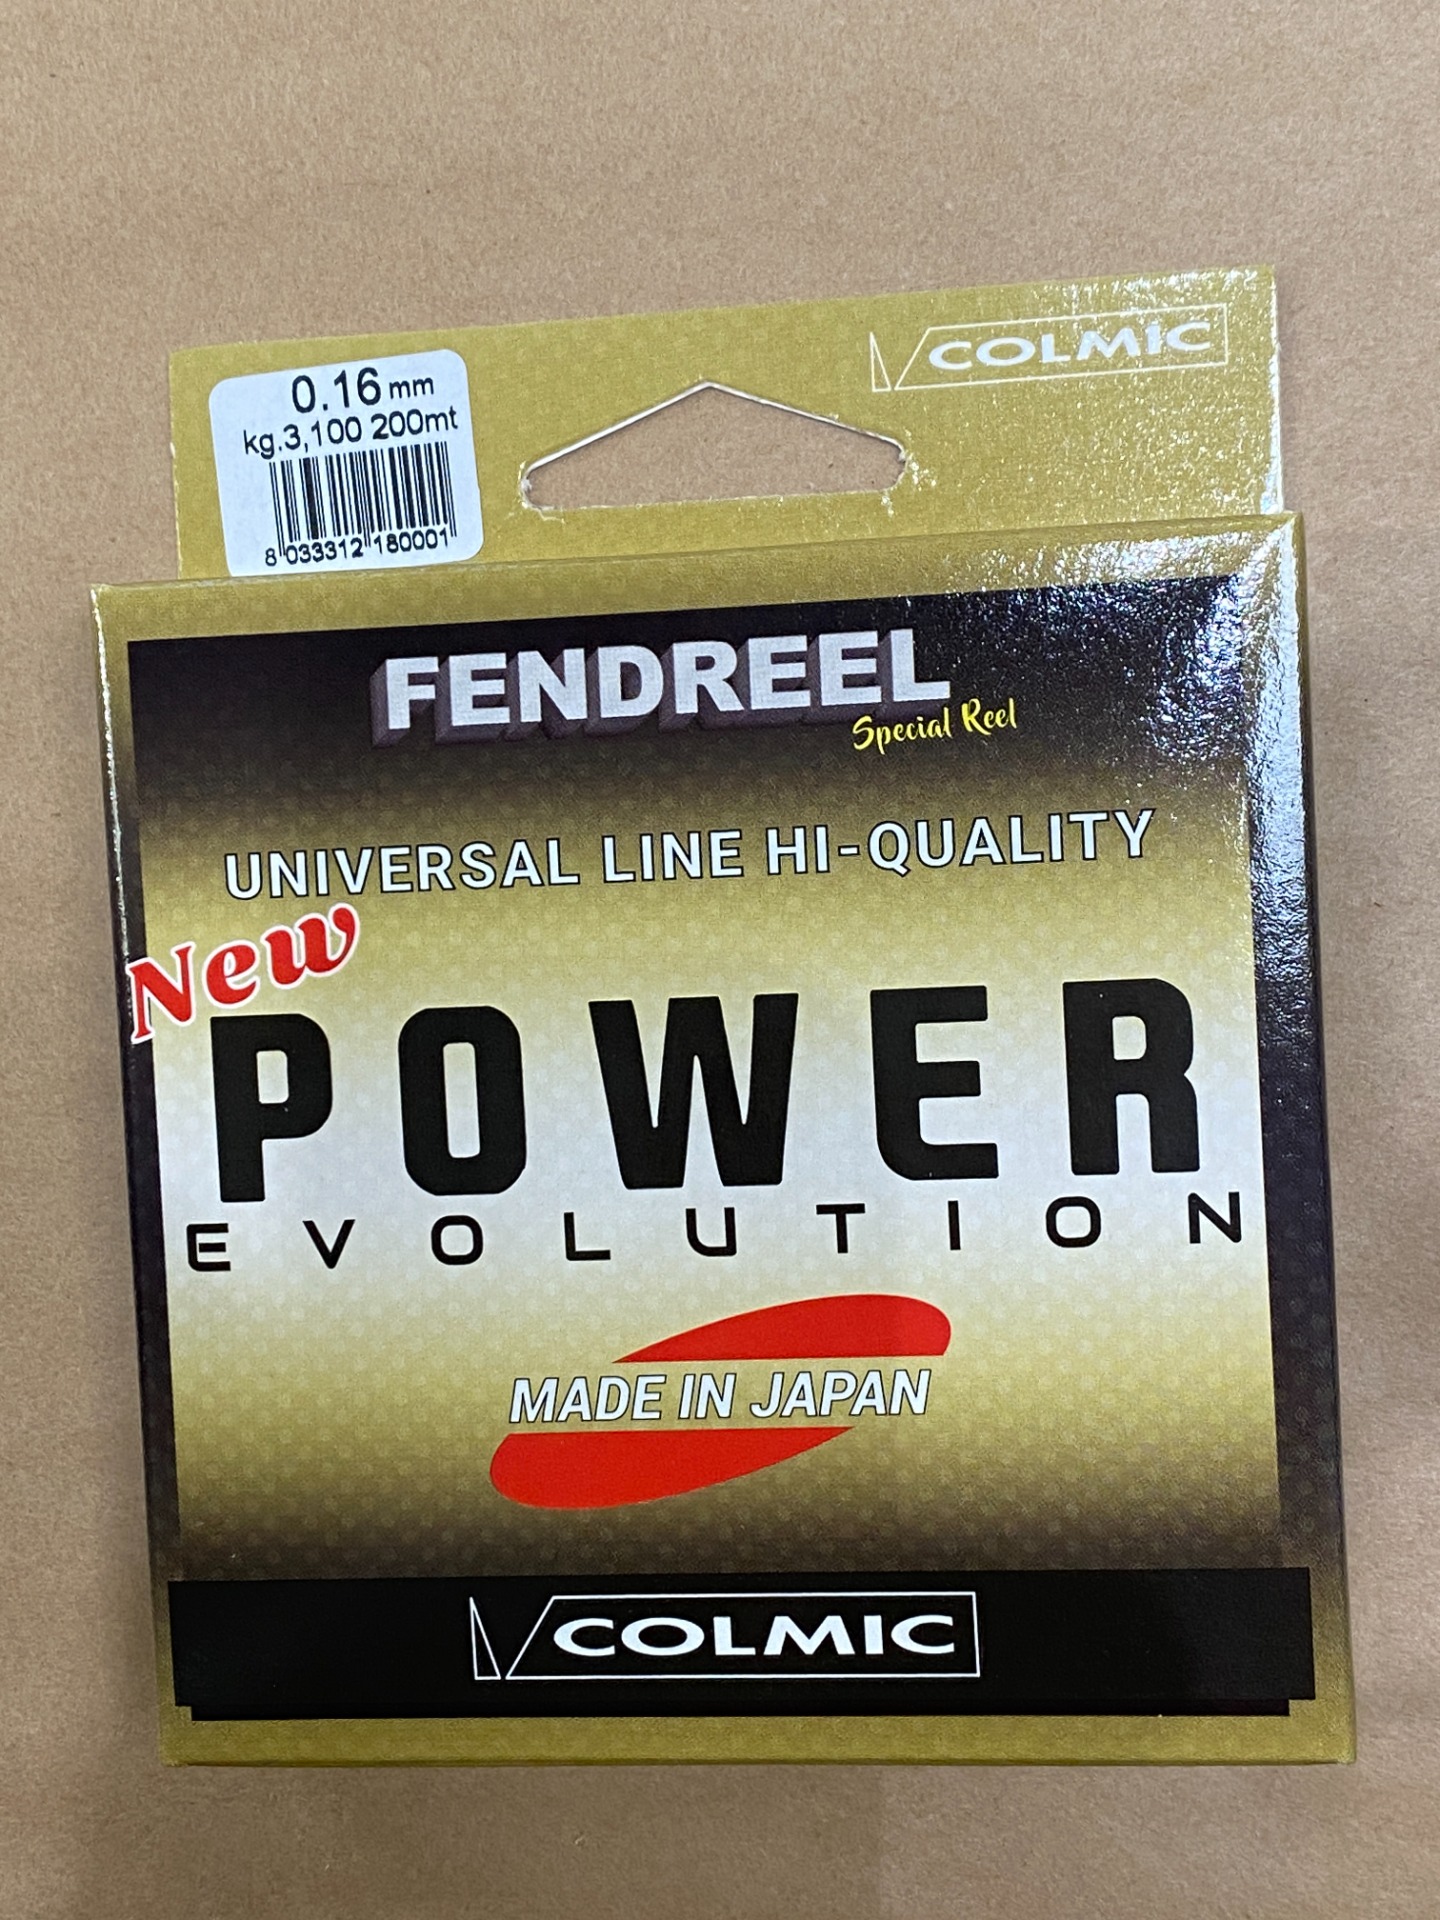 COLMIC
0.16 mm
kg.3,100 200mt
8 033312 180001
FENDREEL
Special Reel
UNIVERSAL LINE HI-QUALITY
New
POWER
EVOLUTION
MADE IN JAPAN
COLMIC